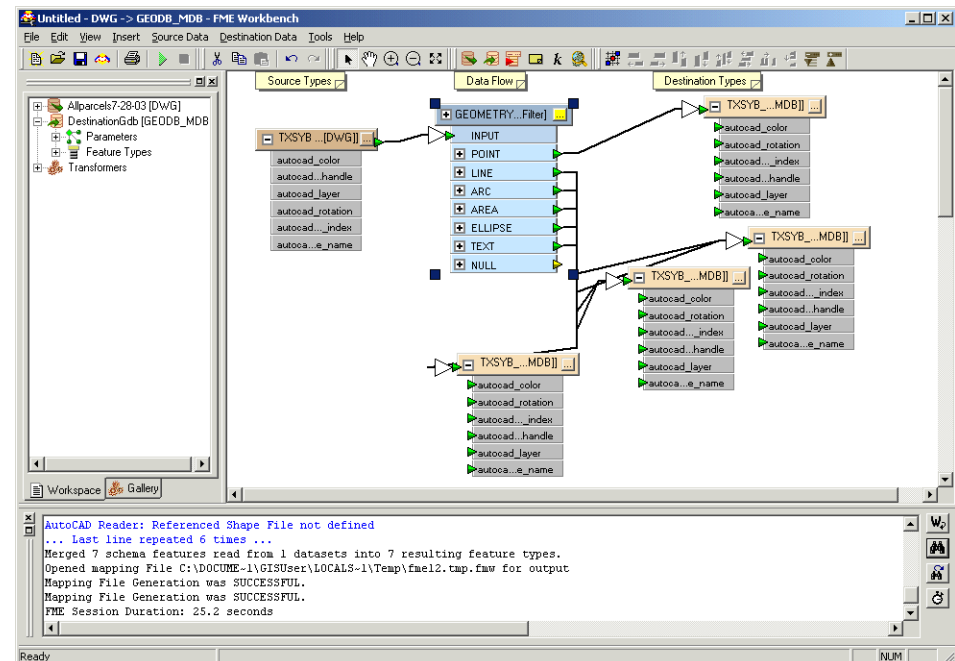 Untitled - DWG -> GEODB_MDB - FME Workbench
File Edit View Insert Source Data Destination Data Tools Help
Source Types
Data Flow
Destination Types
Allparcels7-28-03 [DWG]
DestinationGdb [GEODB_MDB
Parameters
Feature Types
Transformers
Workspace
Gallery
TXSYB ...[DWG]] ...
autocad_color
autocad...handle
autocad_layer
autocad_rotation
autocad..._index
autoca...e_name
GEOMETRY...Filter] ...
INPUT
POINT
LINE
ARC
AREA
ELLIPSE
TEXT
NULL
TXSYB_...MDB]] ...
autocad_color
autocad_rotation
autocad..._index
autocad...handle
autocad_layer
autoca...e_name
TXSYB_...MDB]] ...
autocad_color
autocad_rotation
autocad..._index
autocad...handle
autocad_layer
autoca...e_name
TXSYB_...MDB]] ...
autocad_color
autocad_rotation
autocad..._index
autocad...handle
autocad_layer
autoca...e_name
TXSYB_...MDB]] ...
autocad_color
autocad_rotation
autocad..._index
autocad...handle
autocad_layer
autoca...e_name
AutoCAD Reader: Referenced Shape File not defined
... Last line repeated 6 times ...
Merged 7 schema features read from 1 datasets into 7 resulting feature types.
Opened mapping File C:\DOCUME~1\GISUser\LOCALS~1\Temp\fme12.tmp.fmw for output
Mapping File Generation was SUCCESSFUL.
Mapping File Generation was SUCCESSFUL.
FME Session Duration: 25.2 seconds
Ready
NUM